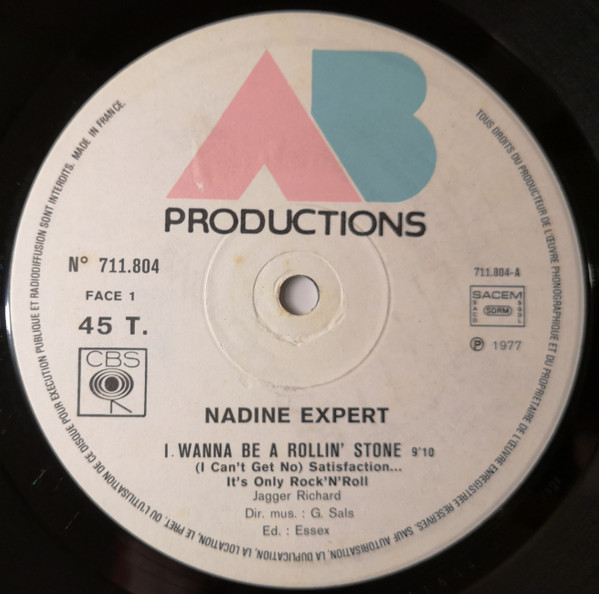 AB
PRODUCTIONS
N° 711.804
FACE 1
45 T.
CBS
711.804-A
SACEM
SACD SDRM SGDL
℗ 1977
NADINE EXPERT
I WANNA BE A ROLLIN' STONE 9'10
(I Can't Get No) Satisfaction...
It's Only Rock'N'Roll
Jagger Richard
Dir. mus. : G. Sals
Ed. : Essex
TOUS DROITS DU PRODUCTEUR DE L'ŒUVRE PHONOGRAPHIQUE ET DU PROPRIETAIRE DE L'ŒUVRE ENREGISTREE RESERVES. SAUF AUTORISATION, LA DUPLICATION, LA LOCATION, LE PRET, OU L'UTILISATION DE CE DISQUE POUR EXECUTION PUBLIQUE ET RADIODIFFUSION SONT INTERDITS. MADE IN FRANCE.